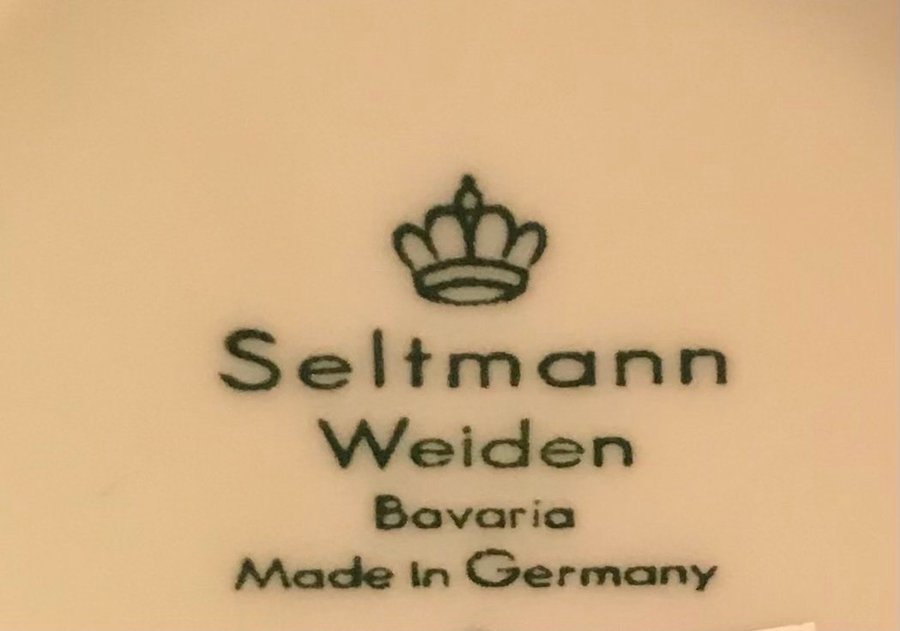 Seltmann
Weiden
Bavaria
Made in Germany